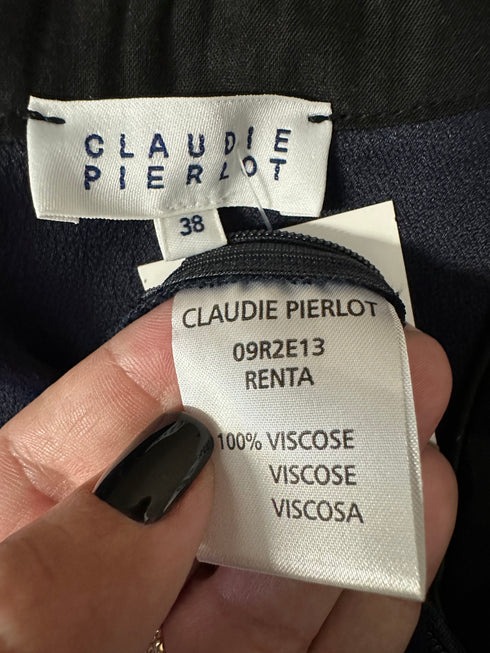 CLAUDIE
PIERLOT
38
CLAUDIE PIERLOT
09R2E13
RENTA
100% VISCOSE
VISCOSE
VISCOSA